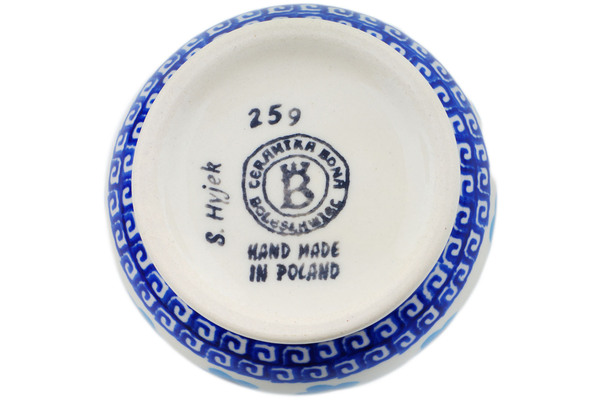 259
CERAMIKA BONA
BOLESŁAWIEC
B
S. Hyjek
HAND MADE
IN POLAND